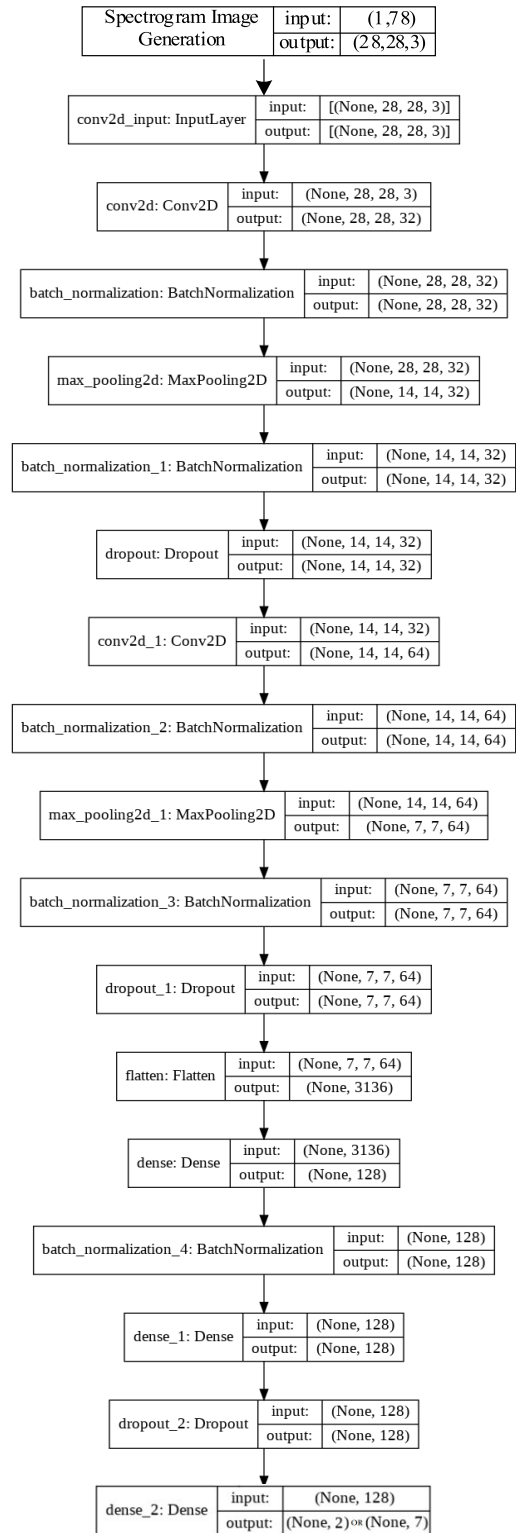 Spectrogram Image
Generation
input: (1,78)
output: (28,28,3)
conv2d_input: InputLayer
input: [(None, 28, 28, 3)]
output: [(None, 28, 28, 3)]
conv2d: Conv2D
input: (None, 28, 28, 3)
output: (None, 28, 28, 32)
batch_normalization: BatchNormalization
input: (None, 28, 28, 32)
output: (None, 28, 28, 32)
max_pooling2d: MaxPooling2D
input: (None, 28, 28, 32)
output: (None, 14, 14, 32)
batch_normalization_1: BatchNormalization
input: (None, 14, 14, 32)
output: (None, 14, 14, 32)
dropout: Dropout
input: (None, 14, 14, 32)
output: (None, 14, 14, 32)
conv2d_1: Conv2D
input: (None, 14, 14, 32)
output: (None, 14, 14, 64)
batch_normalization_2: BatchNormalization
input: (None, 14, 14, 64)
output: (None, 14, 14, 64)
max_pooling2d_1: MaxPooling2D
input: (None, 14, 14, 64)
output: (None, 7, 7, 64)
batch_normalization_3: BatchNormalization
input: (None, 7, 7, 64)
output: (None, 7, 7, 64)
dropout_1: Dropout
input: (None, 7, 7, 64)
output: (None, 7, 7, 64)
flatten: Flatten
input: (None, 7, 7, 64)
output: (None, 3136)
dense: Dense
input: (None, 3136)
output: (None, 128)
batch_normalization_4: BatchNormalization
input: (None, 128)
output: (None, 128)
dense_1: Dense
input: (None, 128)
output: (None, 128)
dropout_2: Dropout
input: (None, 128)
output: (None, 128)
dense_2: Dense
input: (None, 128)
output: (None, 2) OR (None, 7)